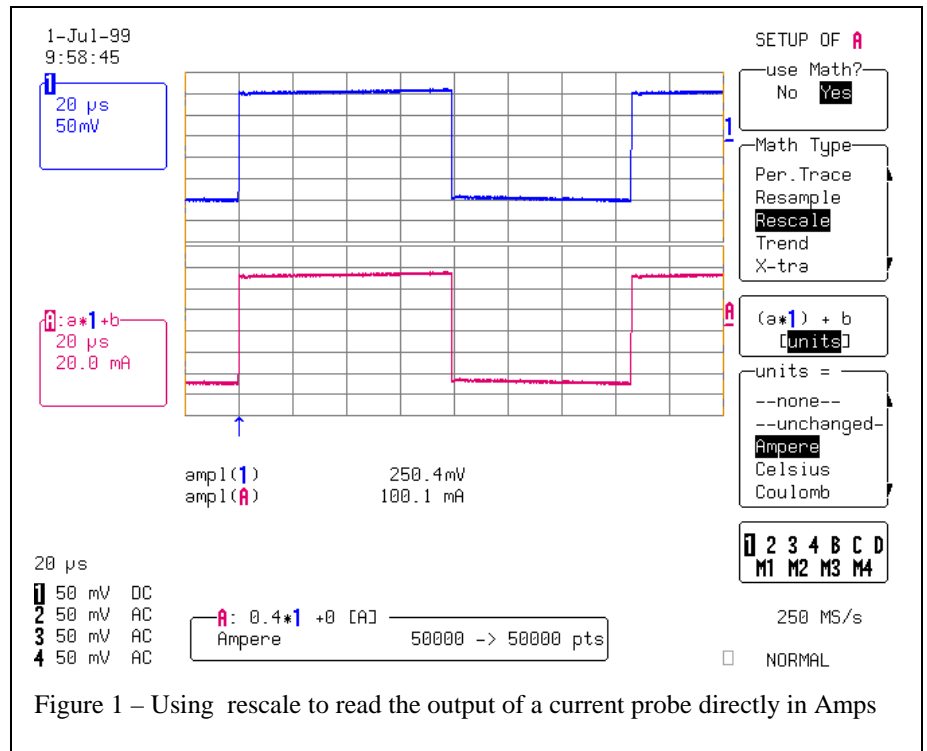 1-Jul-99
9:58:45
1
20 µs
50mV
A:a*1+b
20 µs
20.0 mA
1
A
ampl(1) 250.4mV
ampl(A) 100.1 mA
20 µs
1 50 mV DC
2 50 mV AC
3 50 mV AC
4 50 mV AC
A: 0.4*1 +0 [A]
Ampere 50000 -> 50000 pts
SETUP OF A
use Math?
No Yes
Math Type
Per.Trace
Resample
Rescale
Trend
X-tra
(a*1) + b
[units]
units =
--none--
--unchanged-
Ampere
Celsius
Coulomb
1 2 3 4 B C D
M1 M2 M3 M4
250 MS/s
NORMAL
Figure 1 – Using rescale to read the output of a current probe directly in Amps